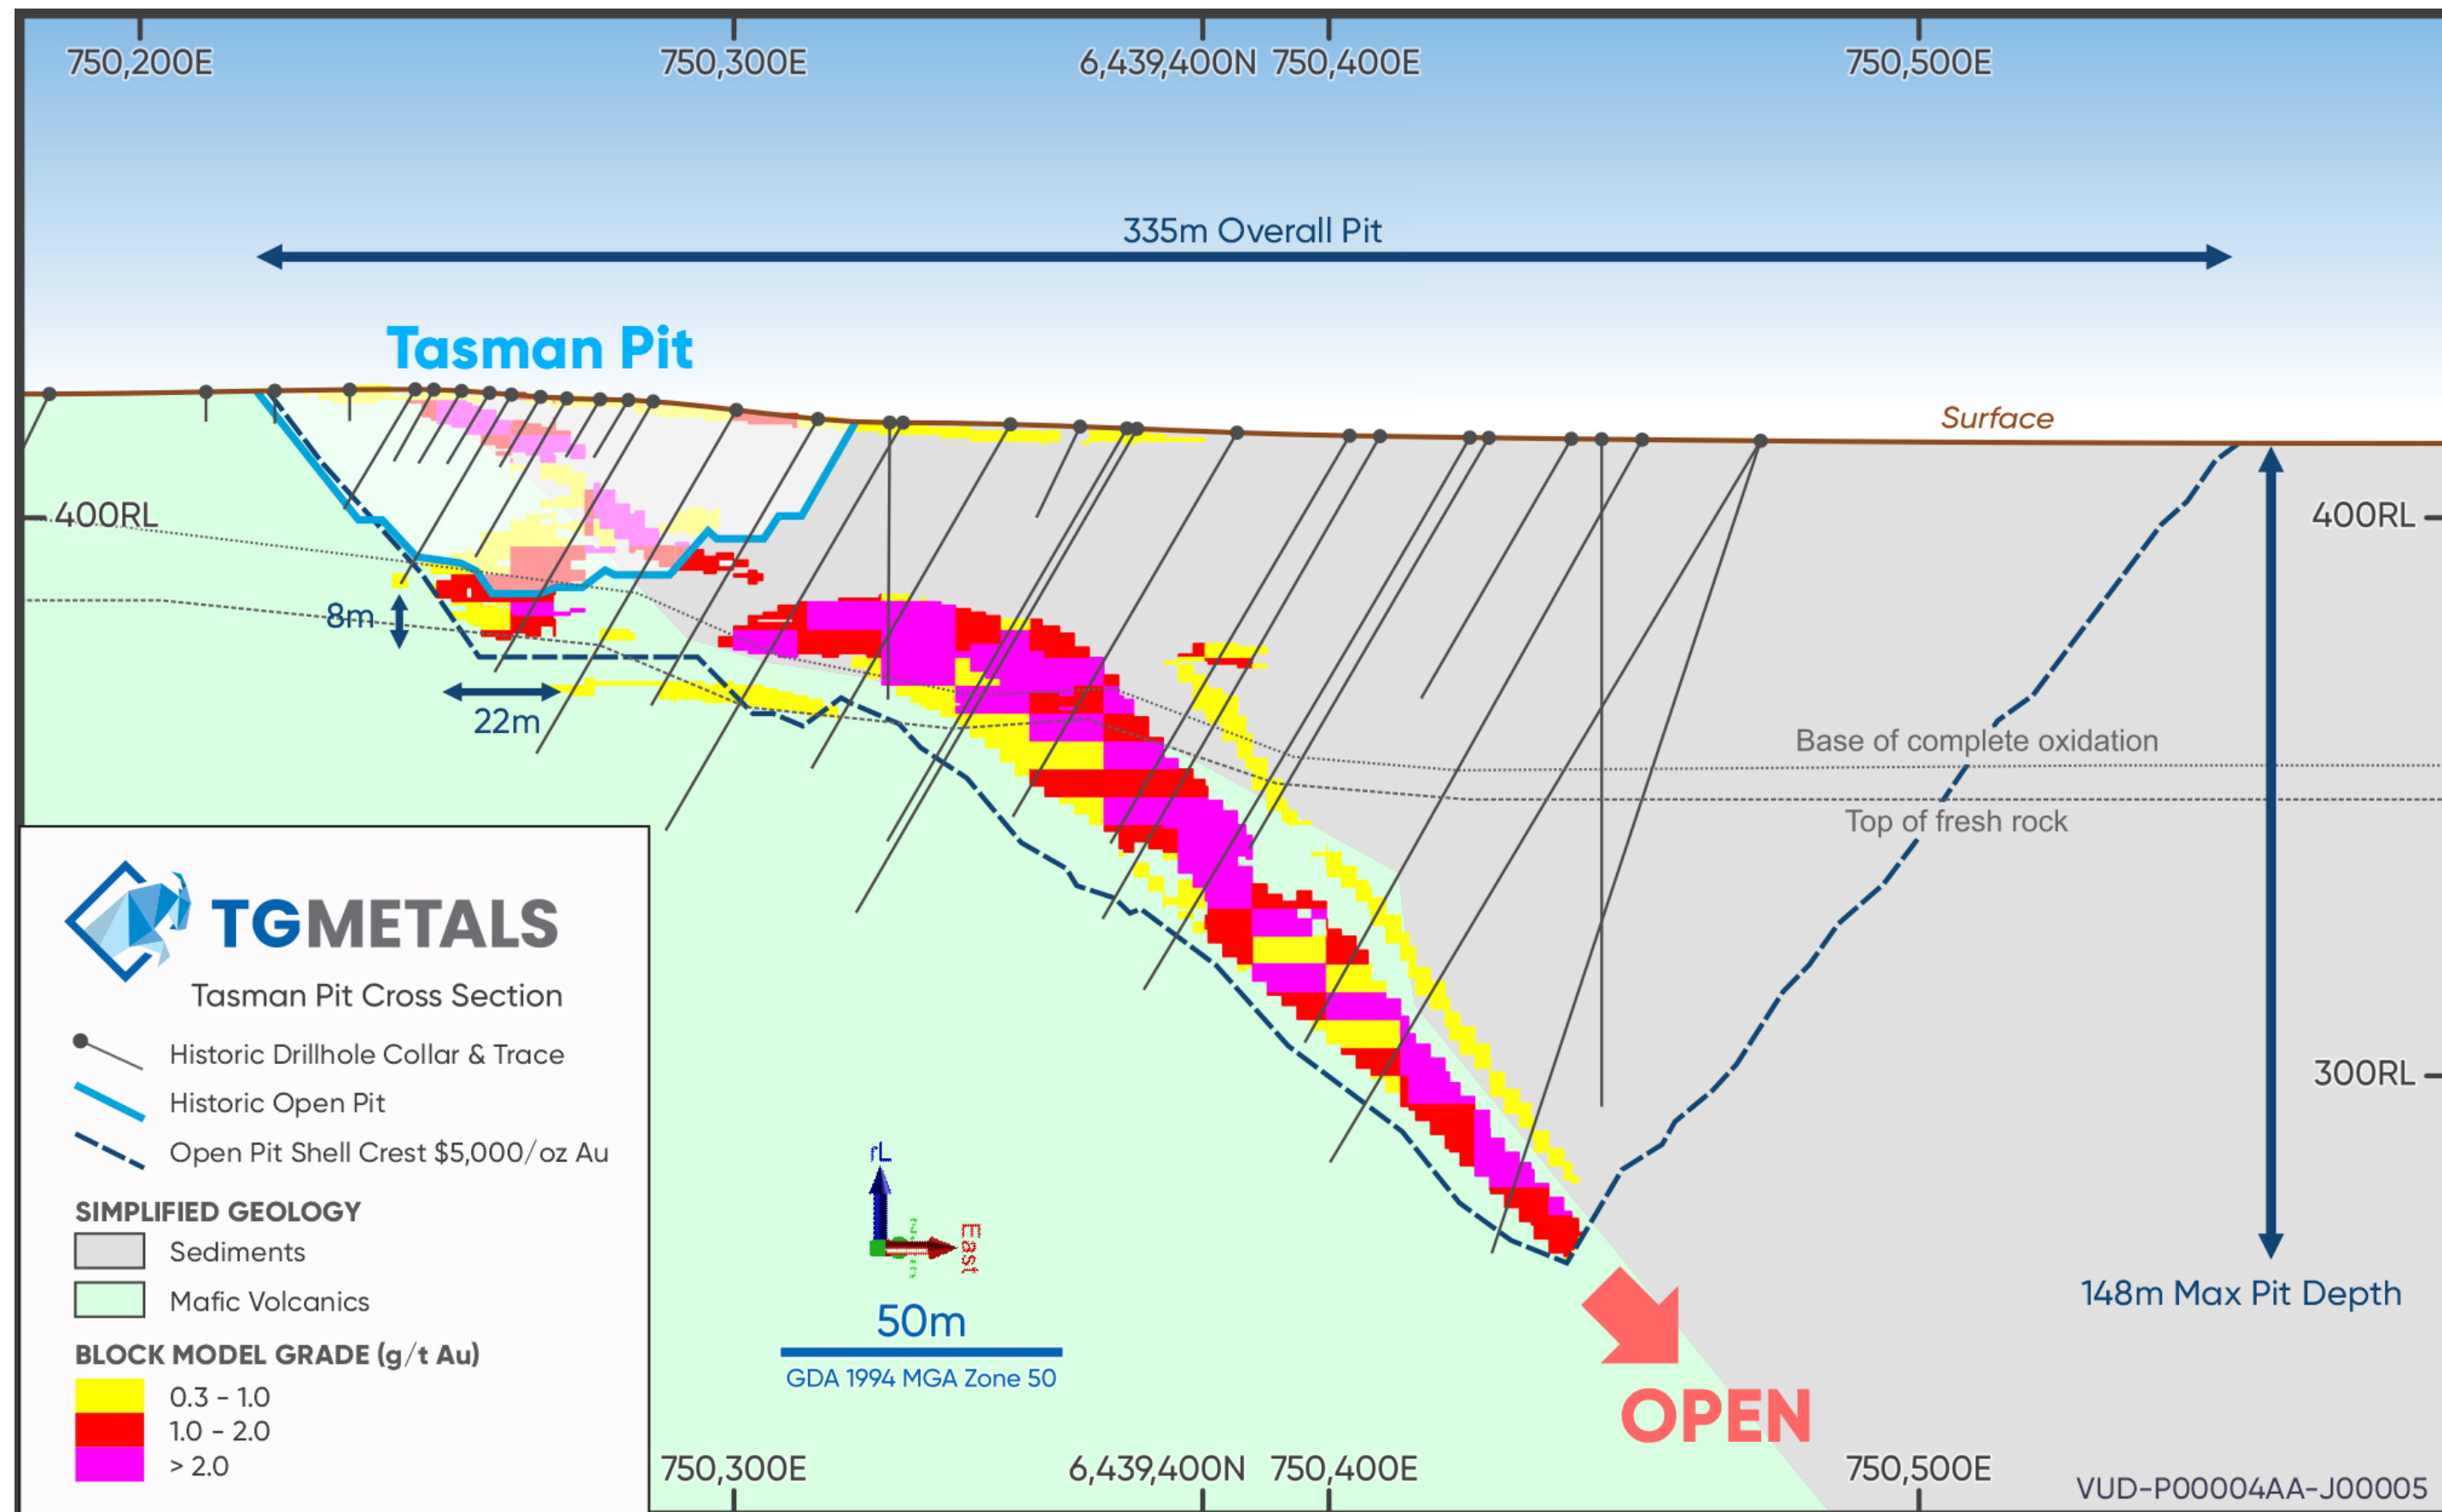 750,200E
750,300E
6,439,400N
750,400E
750,500E
335m Overall Pit
Tasman Pit
Surface
400RL
400RL
8m
22m
Base of complete oxidation
Top of fresh rock
300RL
148m Max Pit Depth
TGMETALS
Tasman Pit Cross Section
Historic Drillhole Collar & Trace
Historic Open Pit
Open Pit Shell Crest $5,000/oz Au
SIMPLIFIED GEOLOGY
Sediments
Mafic Volcanics
BLOCK MODEL GRADE (g/t Au)
0.3 - 1.0
1.0 - 2.0
> 2.0
rL
East
50m
GDA 1994 MGA Zone 50
OPEN
750,300E
6,439,400N
750,400E
750,500E
VUD-P00004AA-J00005